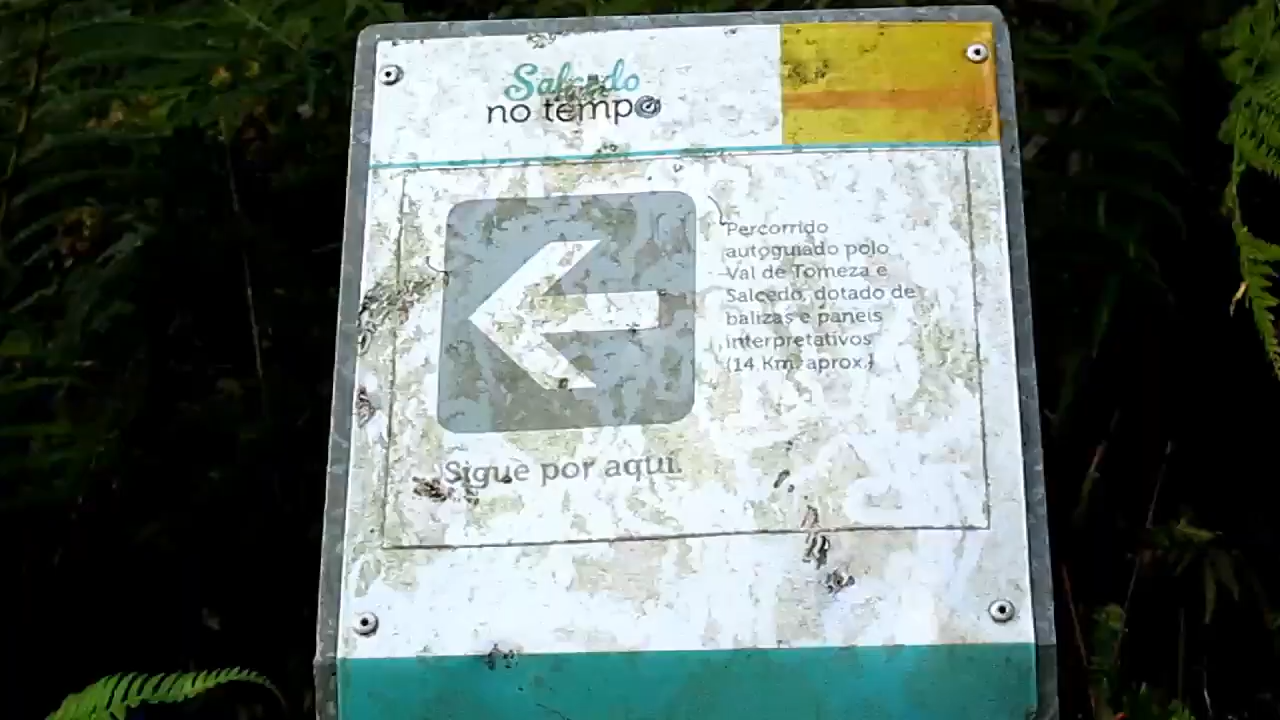 Salcedo
no tempo
Percorrido
autoguiado polo
Val de Tomeza e
Salcedo, dotado de
balizas e paneis
interpretativos
(14 Km. aprox.)
Sigue por aquí.